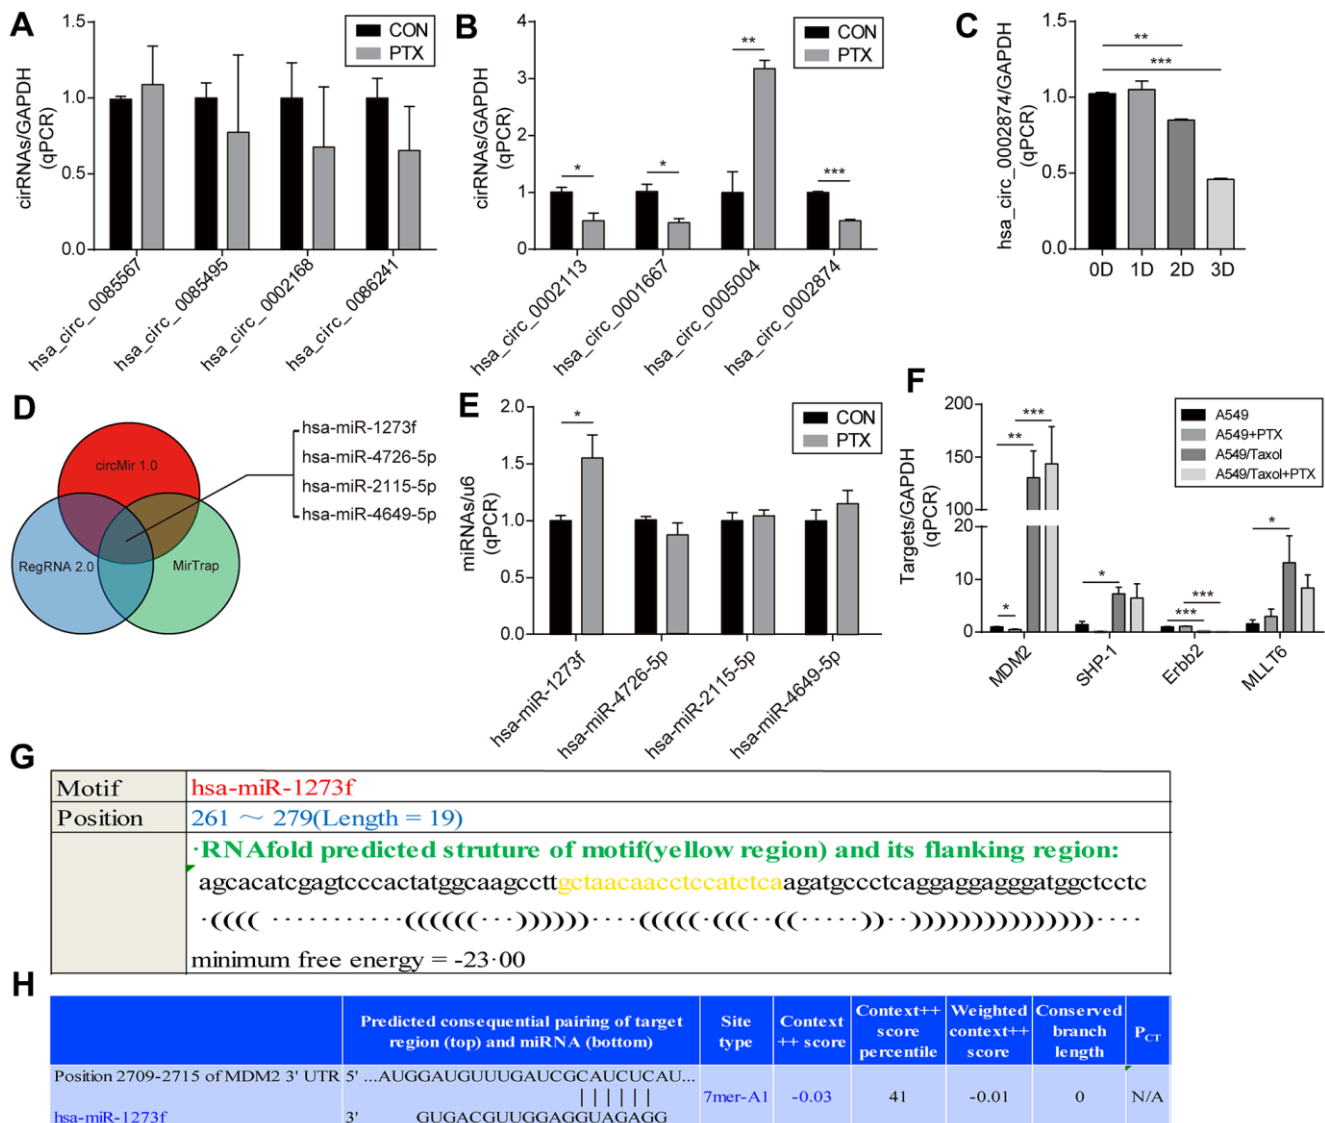 A
1.5
1.0
0.5
0.0
cirRNAs/GAPDH
(qPCR)
CON
PTX
hsa_circ_0085567
hsa_circ_0085495
hsa_circ_0002168
hsa_circ_0086241
B
4
3
2
1
0
cirRNAs/GAPDH
(qPCR)
CON
PTX
*
*
**
***
hsa_circ_0002113
hsa_circ_0001667
hsa_circ_0005004
hsa_circ_0002874
C
1.5
1.0
0.5
0.0
hsa_circ_0002874/GAPDH
(qPCR)
**
***
0D 1D 2D 3D
D
circMir 1.0
RegRNA 2.0
MirTrap
hsa-miR-1273f
hsa-miR-4726-5p
hsa-miR-2115-5p
hsa-miR-4649-5p
E
2.0
1.5
1.0
0.5
0.0
miRNAs/u6
(qPCR)
CON
PTX
*
hsa-miR-1273f
hsa-miR-4726-5p
hsa-miR-2115-5p
hsa-miR-4649-5p
F
200
150
100
20
10
0
Targets/GAPDH
(qPCR)
A549
A549+PTX
A549/Taxol
A549/Taxol+PTX
*
**
***
*
***
***
*
MDM2
SHP-1
Erbb2
MLLT6
G
Motif hsa-miR-1273f
Position 261 ～ 279(Length = 19)
·RNAfold predicted struture of motif(yellow region) and its flanking region:
agcacatcgagtcccactatggcaagccttgctaacaacctccatctcaagatgccctcaggaggagggatggctcctc
·(((( ············ ((((((···))))))····(((((·(((··((·····))··)))))))))))))))····
minimum free energy = -23·00
H
Predicted consequential pairing of target region (top) and miRNA (bottom)
Site type
Context ++ score
Context++ score percentile
Weighted context++ score
Conserved branch length
PCT
Position 2709-2715 of MDM2 3' UTR 5' ...AUGGAUGUUUGAUCGCAUCUCAU...
7mer-A1 -0.03 41 -0.01 0 N/A
hsa-miR-1273f 3' GUGACGUUGGAGGUAGAGG